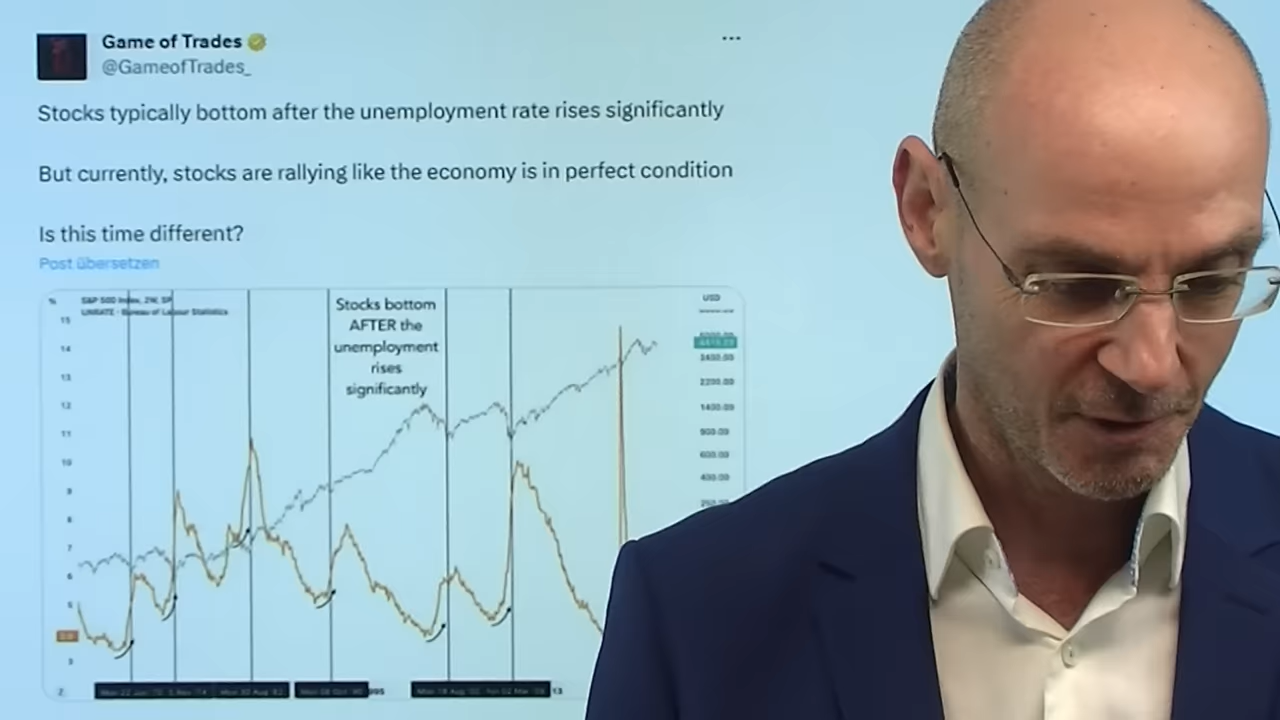 Game of Trades
@GameofTrades_
Stocks typically bottom after the unemployment rate rises significantly
But currently, stocks are rallying like the economy is in perfect condition
Is this time different?
Post übersetzen
%
S&P 500 Index, 2W, SP
UNRATE - Bureau of Labour Statistics
USD
Stocks bottom
AFTER the
unemployment
rises
significantly
15
14
13
12
11
10
9
8
7
6
5
3
3400.00
2200.00
1400.00
900.00
600.00
400.00
Z
13